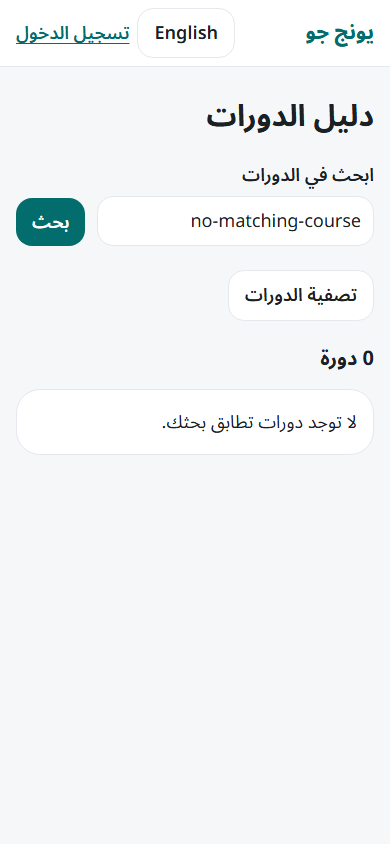 يونج جو
English
تسجيل الدخول
دليل الدورات
ابحث في الدورات
no-matching-course
بحث
تصفية الدورات
0 دورة
لا توجد دورات تطابق بحثك.